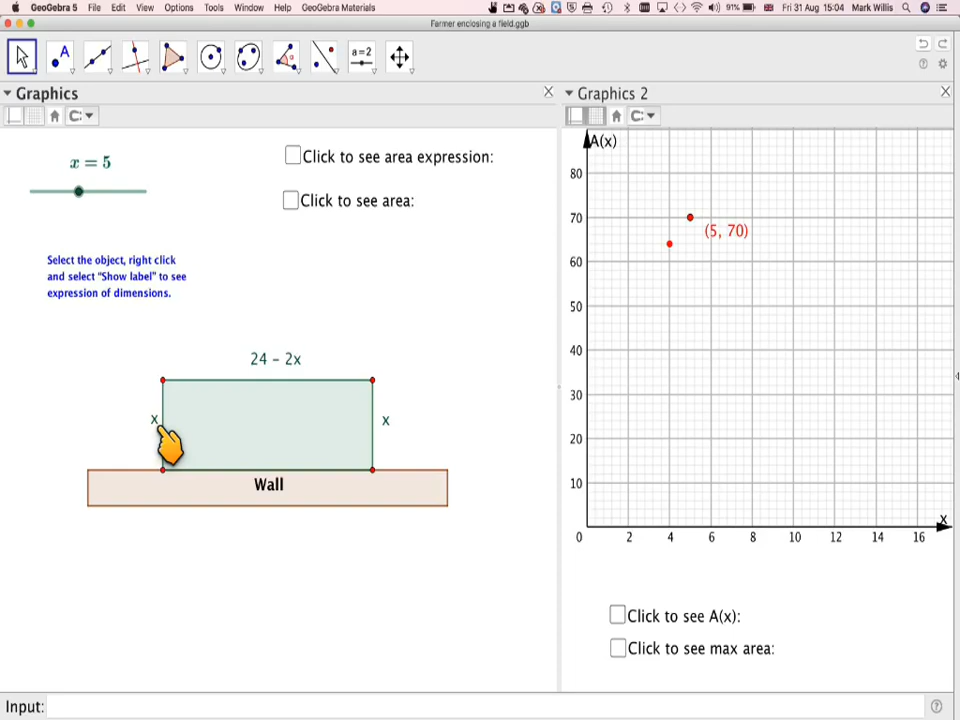 GeoGebra 5 File Edit View Options Tools Window Help GeoGebra Materials 91% Fri 31 Aug 15:04 Mark Willis
Farmer enclosing a field.ggb
A
a=2
Graphics
Graphics 2
x = 5
Click to see area expression:
Click to see area:
Select the object, right click
and select "Show label" to see
expression of dimensions.
24 – 2x
x
x
Wall
A(x)
80
70
60
50
40
30
20
10
(5, 70)
x
0 2 4 6 8 10 12 14 16
Click to see A(x):
Click to see max area:
Input: